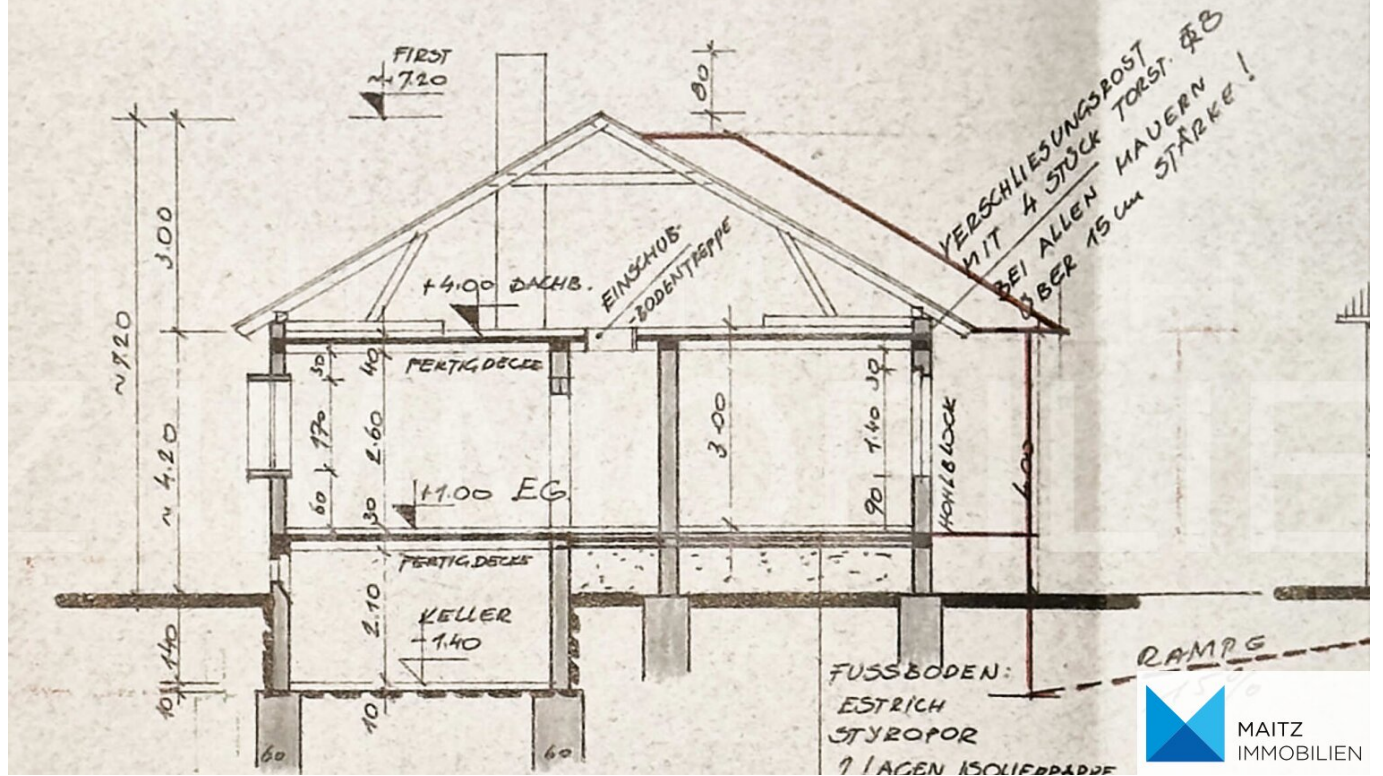 FIRST
~+7.20
80
VERSCHLIESUNGSROST
MIT 4 STÜCK TORST. Ø8
BEI ALLEN MAUERN
ÜBER 15 cm STÄRKE!
3.00
~7.20
~ 4.20
+4.00 DACHB.
EINSCHUB-
-BODENTREPPE
FERTIGDECKE
30
40
170
2.60
60
30
+1.00 EG
3.00
30
1.40
90
HOHLBLOCK
4.00
FERTIGDECKE
2.10
KELLER
-1.40
140
10
10
60
60
RAMPE
15%
FUSSBODEN:
ESTRICH
STYROPOR
2 LAGEN ISOLIERPAPPE
MAITZ
IMMOBILIEN